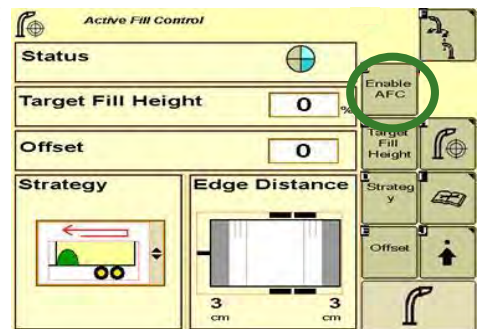 Active Fill Control
Status
Enable
AFC
Target Fill Height
0
%
Target
Fill
Height
Offset
0
Strategy
Edge Distance
Strateg
y
Offset
3
cm
3
cm